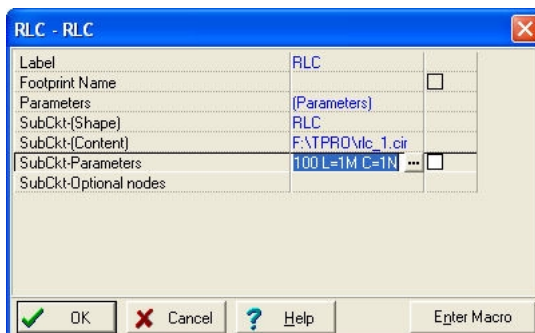 RLC - RLC
Label RLC
Footprint Name
Parameters (Parameters)
SubCkt-(Shape) RLC
SubCkt-(Content) F:\TPRO\rlc_1.cir
SubCkt-Parameters 100 L=1M C=1N ...
SubCkt-Optional nodes
OK Cancel Help Enter Macro